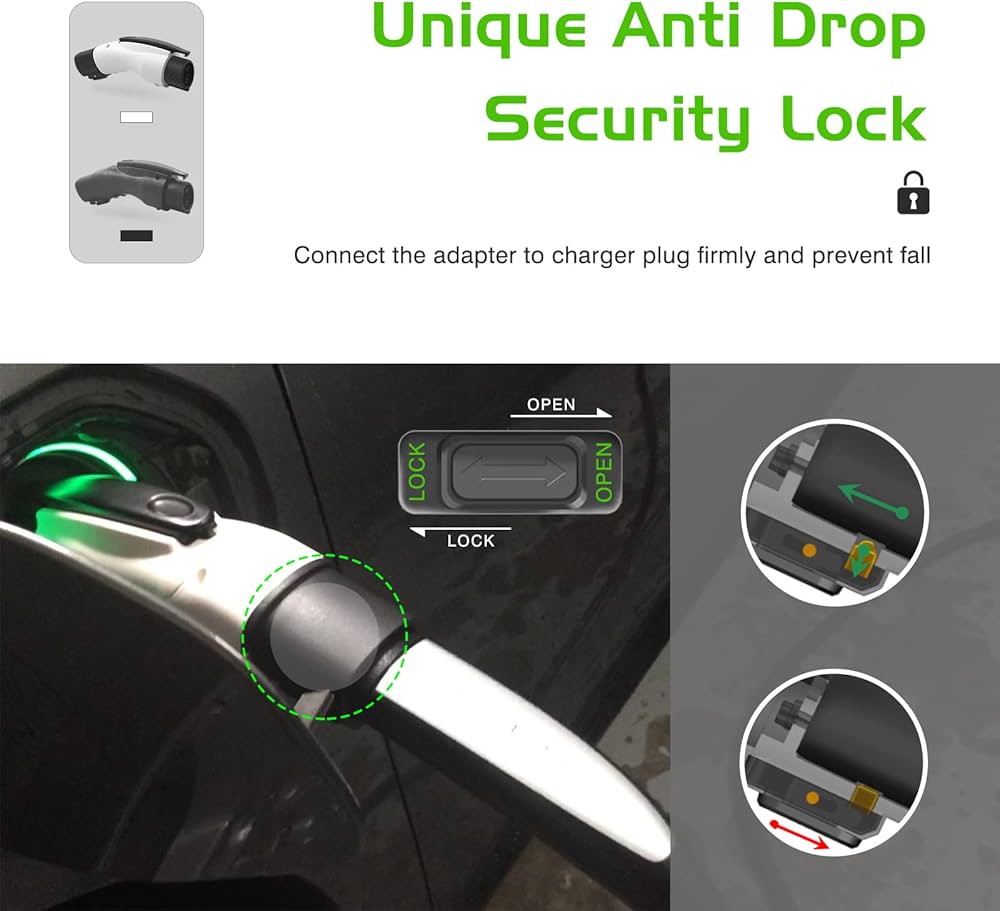 Unique Anti Drop
Security Lock
Connect the adapter to charger plug firmly and prevent fall
OPEN
LOCK
OPEN
LOCK